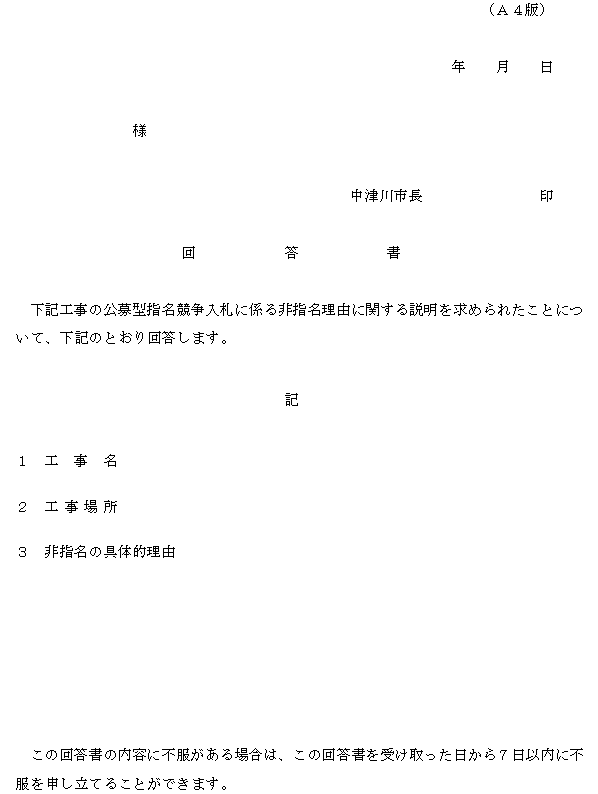 （Ａ４版）
年　　月　　日
様
中津川市長　　　　　　　　印
回　　　　　　答　　　　　　書
　下記工事の公募型指名競争入札に係る非指名理由に関する説明を求められたことにつ
いて、下記のとおり回答します。
記
１　工　事　名
２　工 事 場 所
３　非指名の具体的理由
　この回答書の内容に不服がある場合は、この回答書を受け取った日から７日以内に不
服を申し立てることができます。